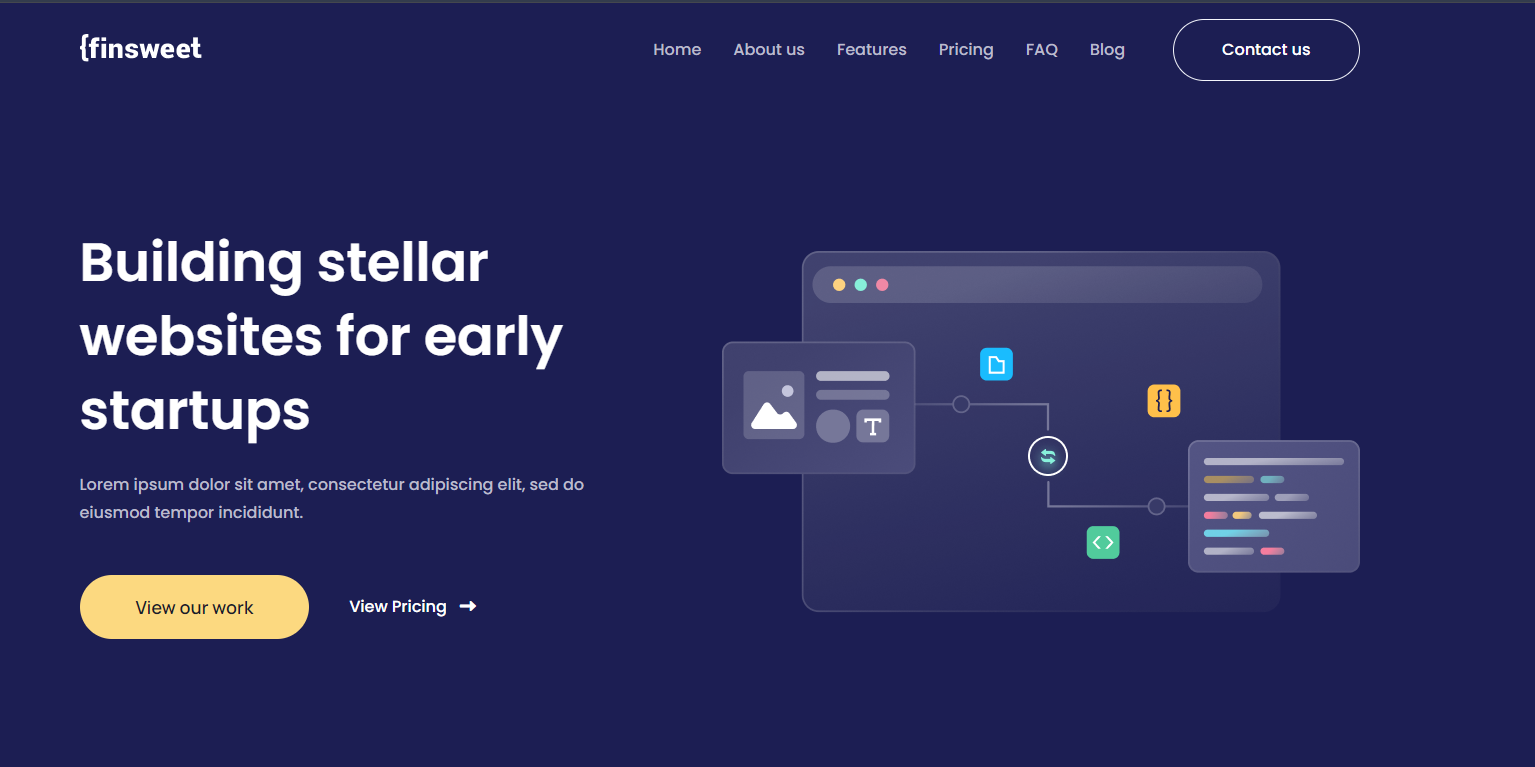 {finsweet
Home About us Features Pricing FAQ Blog Contact us
Building stellar
websites for early
startups
Lorem ipsum dolor sit amet, consectetur adipiscing elit, sed do
eiusmod tempor incididunt.
View our work View Pricing
{}
T
<>